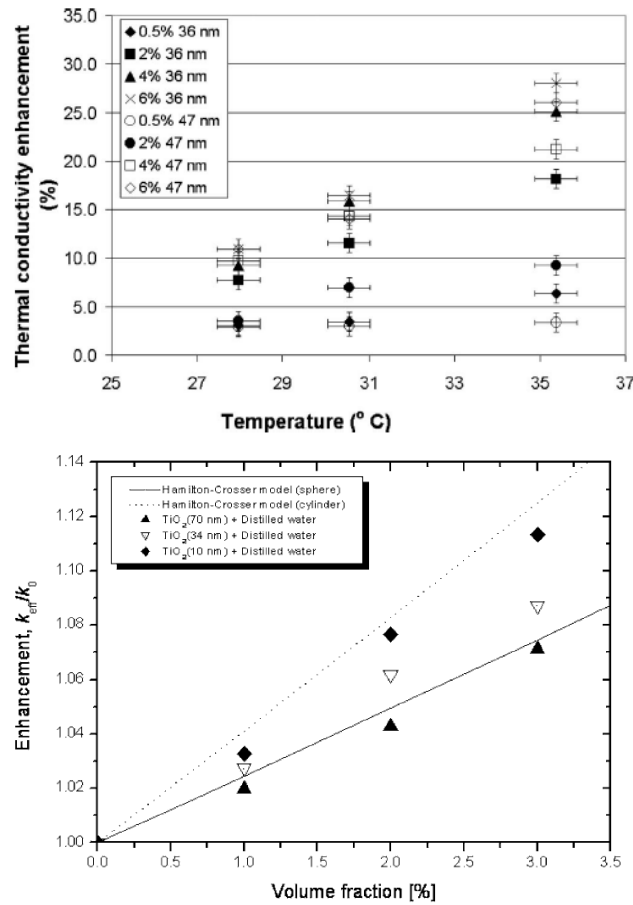 Thermal conductivity enhancement
(%)
35.0
30.0
25.0
20.0
15.0
10.0
5.0
0.0
0.5% 36 nm
2% 36 nm
4% 36 nm
6% 36 nm
0.5% 47 nm
2% 47 nm
4% 47 nm
6% 47 nm
25 27 29 31 33 35 37
Temperature (° C)
Enhancement, keff/k0
1.14
1.12
1.10
1.08
1.06
1.04
1.02
1.00
Hamilton-Crosser model (sphere)
Hamilton-Crosser model (cylinder)
TiO2(70 nm) + Distilled water
TiO2(34 nm) + Distilled water
TiO2(10 nm) + Distilled water
0.0 0.5 1.0 1.5 2.0 2.5 3.0 3.5
Volume fraction [%]